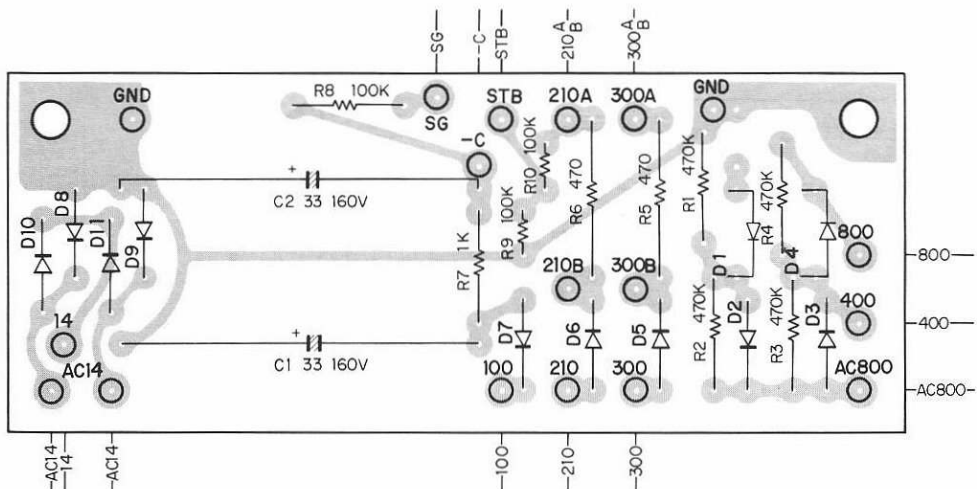 SG
-C
STB
210 A B
300 A B
GND
R8 100K
SG
STB
210A
300A
GND
-C
R10 100K
R9 100K
R6 470
R5 470
R1 470K
R4 470K
+
C2 33 160V
D10
D8
D11
D9
R7 1K
210B
300B
D1
D4
800
800
14
+
C1 33 160V
D7
D6
D5
R2 470K
D2
R3 470K
D3
400
400
AC14
100
210
300
AC800
AC800
AC14
14
AC14
100
210
300